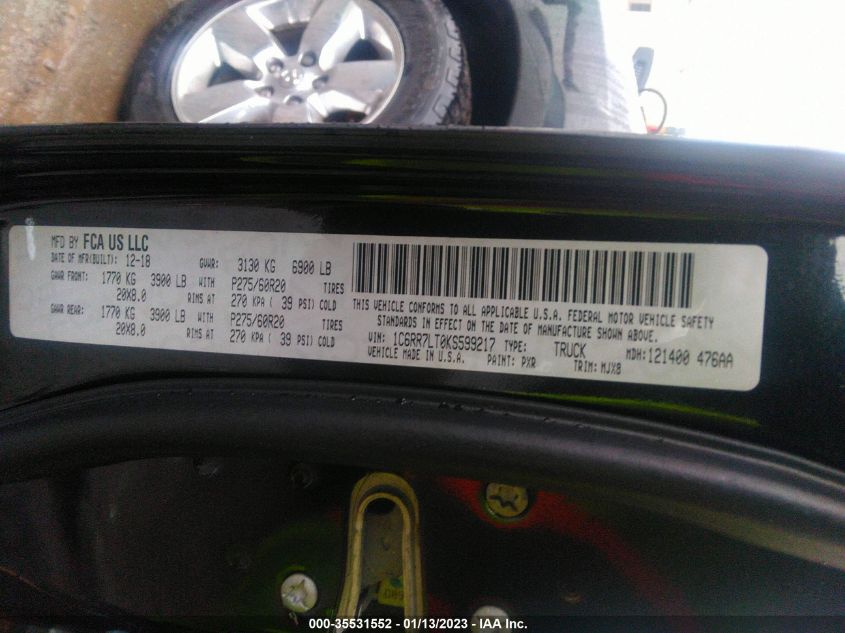 MFD BY FCA US LLC
DATE OF MFR(BUILT): 12-18 GVWR: 3130 KG 6900 LB
GAWR FRONT: 1770 KG 3900 LB WITH P275/60R20 TIRES
20X8.0 RIMS AT 270 KPA ( 39 PSI) COLD
GAWR REAR: 1770 KG 3900 LB WITH P275/60R20 TIRES
20X8.0 RIMS AT 270 KPA ( 39 PSI) COLD
THIS VEHICLE CONFORMS TO ALL APPLICABLE U.S.A. FEDERAL MOTOR VEHICLE SAFETY
STANDARDS IN EFFECT ON THE DATE OF MANUFACTURE SHOWN ABOVE.
VIN: 1C6RR7LT0KS599217 TYPE: TRUCK MDH:121400 476AA
VEHICLE MADE IN U.S.A. PAINT: PXR TRIM: MJX8
000-35531552 — 01/13/2023 - IAA Inc.